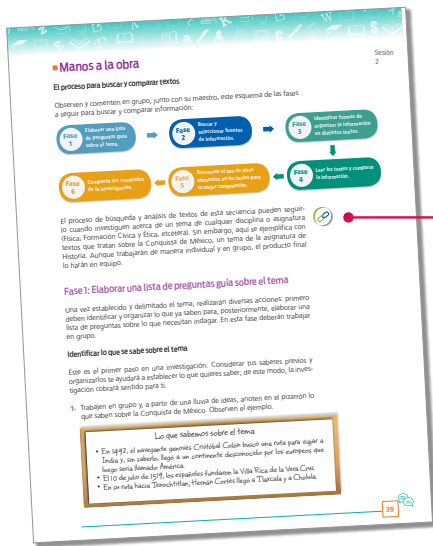 Manos a la obra
Sesión
2
El proceso para buscar y comparar textos
Observen y comenten en grupo, junto con su maestro, este esquema de las fases
a seguir para buscar y comparar información:
Fase
1
Elaborar una lista
de preguntas guía
sobre el tema.
Fase
2
Buscar y
seleccionar fuentes
de información.
Fase
3
Identificar formas de
organizar la información
en distintos textos.
Fase
6
Compartir los resultados
de la investigación.
Fase
5
Reconocer el uso de otros
elementos en los textos para
su mejor comprensión.
Fase
4
Leer los textos y comparar
la información.
El proceso de búsqueda y análisis de textos de esta secuencia pueden seguir-
lo cuando investiguen acerca de un tema de cualquier disciplina o asignatura
(Física, Formación Cívica y Ética, etcétera). Sin embargo, aquí se ejemplifica con
textos que tratan sobre la Conquista de México, un tema de la asignatura de
Historia. Aunque trabajarán de manera individual y en grupo, el producto final
lo harán en equipo.
Fase 1: Elaborar una lista de preguntas guía sobre el tema
Una vez establecido y delimitado el tema, realizarán diversas acciones: primero
deben identificar y organizar lo que ya saben para, posteriormente, elaborar una
lista de preguntas sobre lo que necesitan indagar. En esta fase deberán trabajar
en grupo.
Identificar lo que se sabe sobre el tema
Éste es el primer paso en una investigación. Considerar tus saberes previos y
organizarlos te ayudará a establecer lo que quieres saber; de este modo, la inves-
tigación cobrará sentido para ti.
1. Trabajen en grupo y, a partir de una lluvia de ideas, anoten en el pizarrón lo
que saben sobre la Conquista de México. Observen el ejemplo.
Lo que sabemos sobre el tema
• En 1492, el navegante genovés Cristóbal Colón buscó una ruta para viajar a
India y, sin saberlo, llegó a un continente desconocido por los europeos que
luego sería llamado América.
• El 10 de julio de 1519, los españoles fundaron la Villa Rica de la Vera Cruz.
• En su ruta hacia Tenochtitlan, Hernán Cortés llegó a Tlaxcala y a Cholula.
39